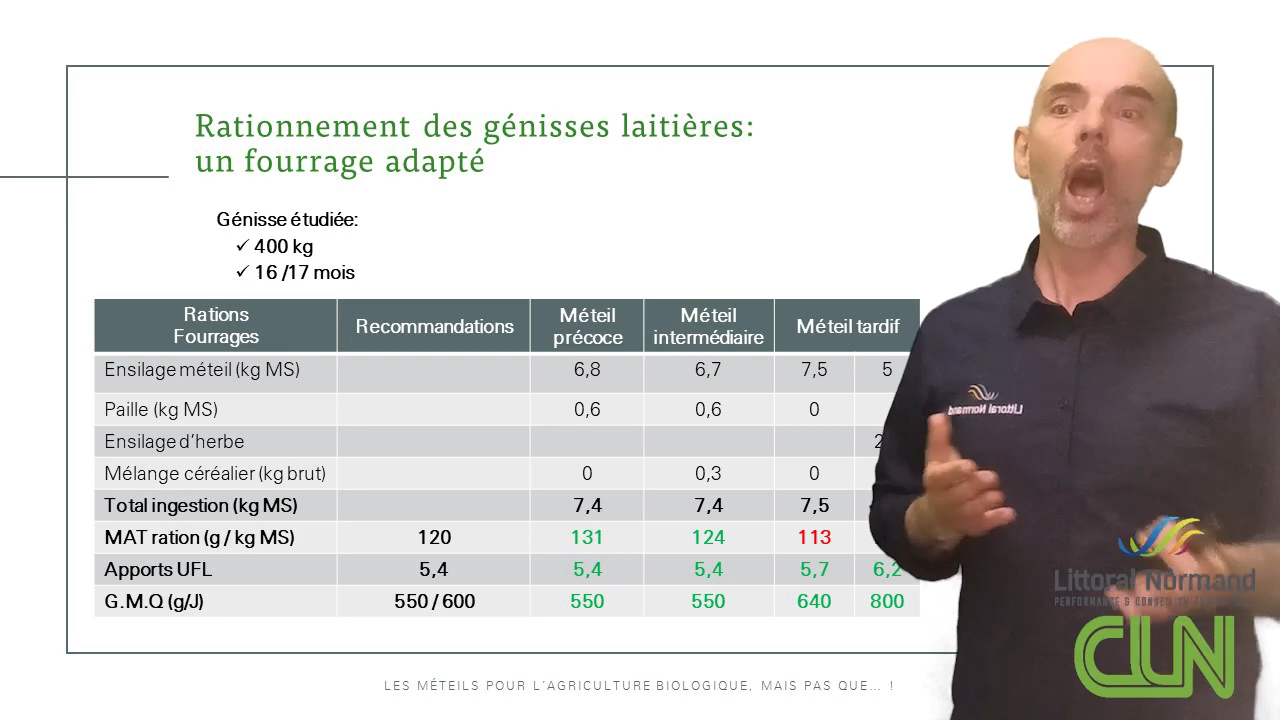 Rationnement des génisses laitières:
un fourrage adapté
Génisse étudiée:
✓ 400 kg
✓ 16 /17 mois
Rations Fourrages Recommandations Méteil précoce Méteil intermédiaire Méteil tardif
Ensilage méteil (kg MS) 6,8 6,7 7,5 5
Paille (kg MS) 0,6 0,6 0
Ensilage d'herbe
Mélange céréalier (kg brut) 0 0,3 0
Total ingestion (kg MS) 7,4 7,4 7,5
MAT ration (g / kg MS) 120 131 124 113
Apports UFL 5,4 5,4 5,4 5,7 6,2
G.M.Q (g/J) 550 / 600 550 550 640 800
Littoral Normand
Littoral Normand
CLN
LES MÉTEILS POUR L'AGRICULTURE BIOLOGIQUE, MAIS PAS QUE... !